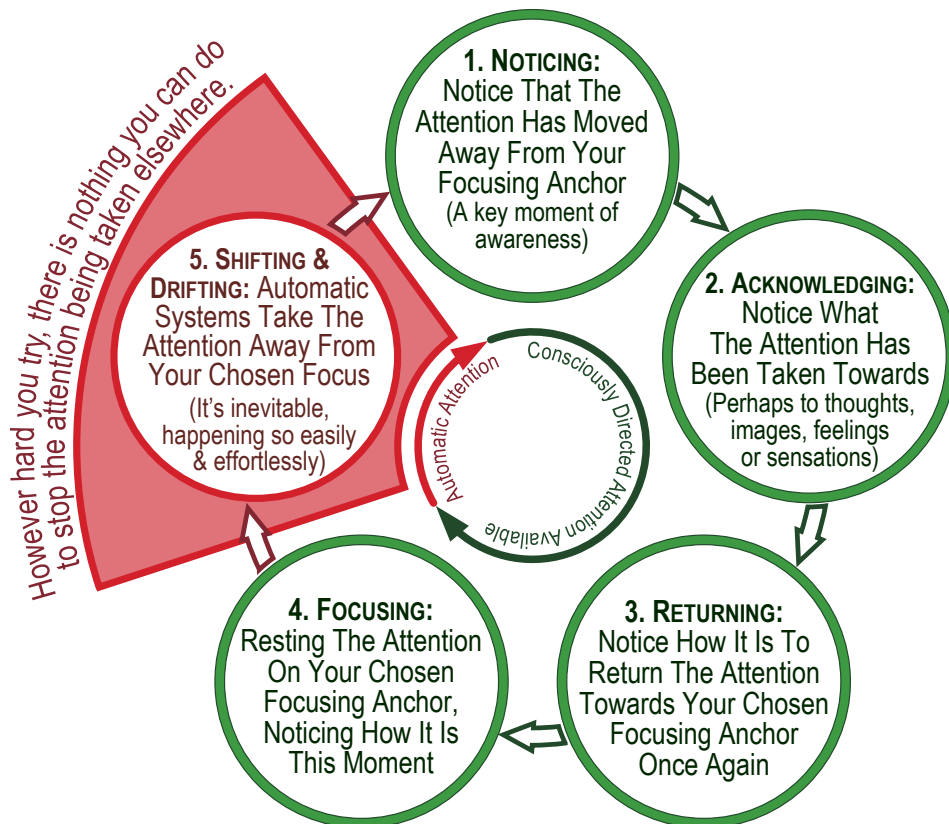 However hard you try, there is nothing you can do
to stop the attention being taken elsewhere.
1. NOTICING:
Notice That The
Attention Has Moved
Away From Your
Focusing Anchor
(A key moment of
awareness)
2. ACKNOWLEDGING:
Notice What
The Attention Has
Been Taken Towards
(Perhaps to thoughts,
images, feelings
or sensations)
3. RETURNING:
Notice How It Is To
Return The Attention
Towards Your Chosen
Focusing Anchor
Once Again
4. FOCUSING:
Resting The Attention
On Your Chosen
Focusing Anchor,
Noticing How It Is
This Moment
5. SHIFTING &
DRIFTING: Automatic
Systems Take The
Attention Away From
Your Chosen Focus
(It's inevitable,
happening so easily
& effortlessly)
Automatic Attention
Consciously Directed Attention Available